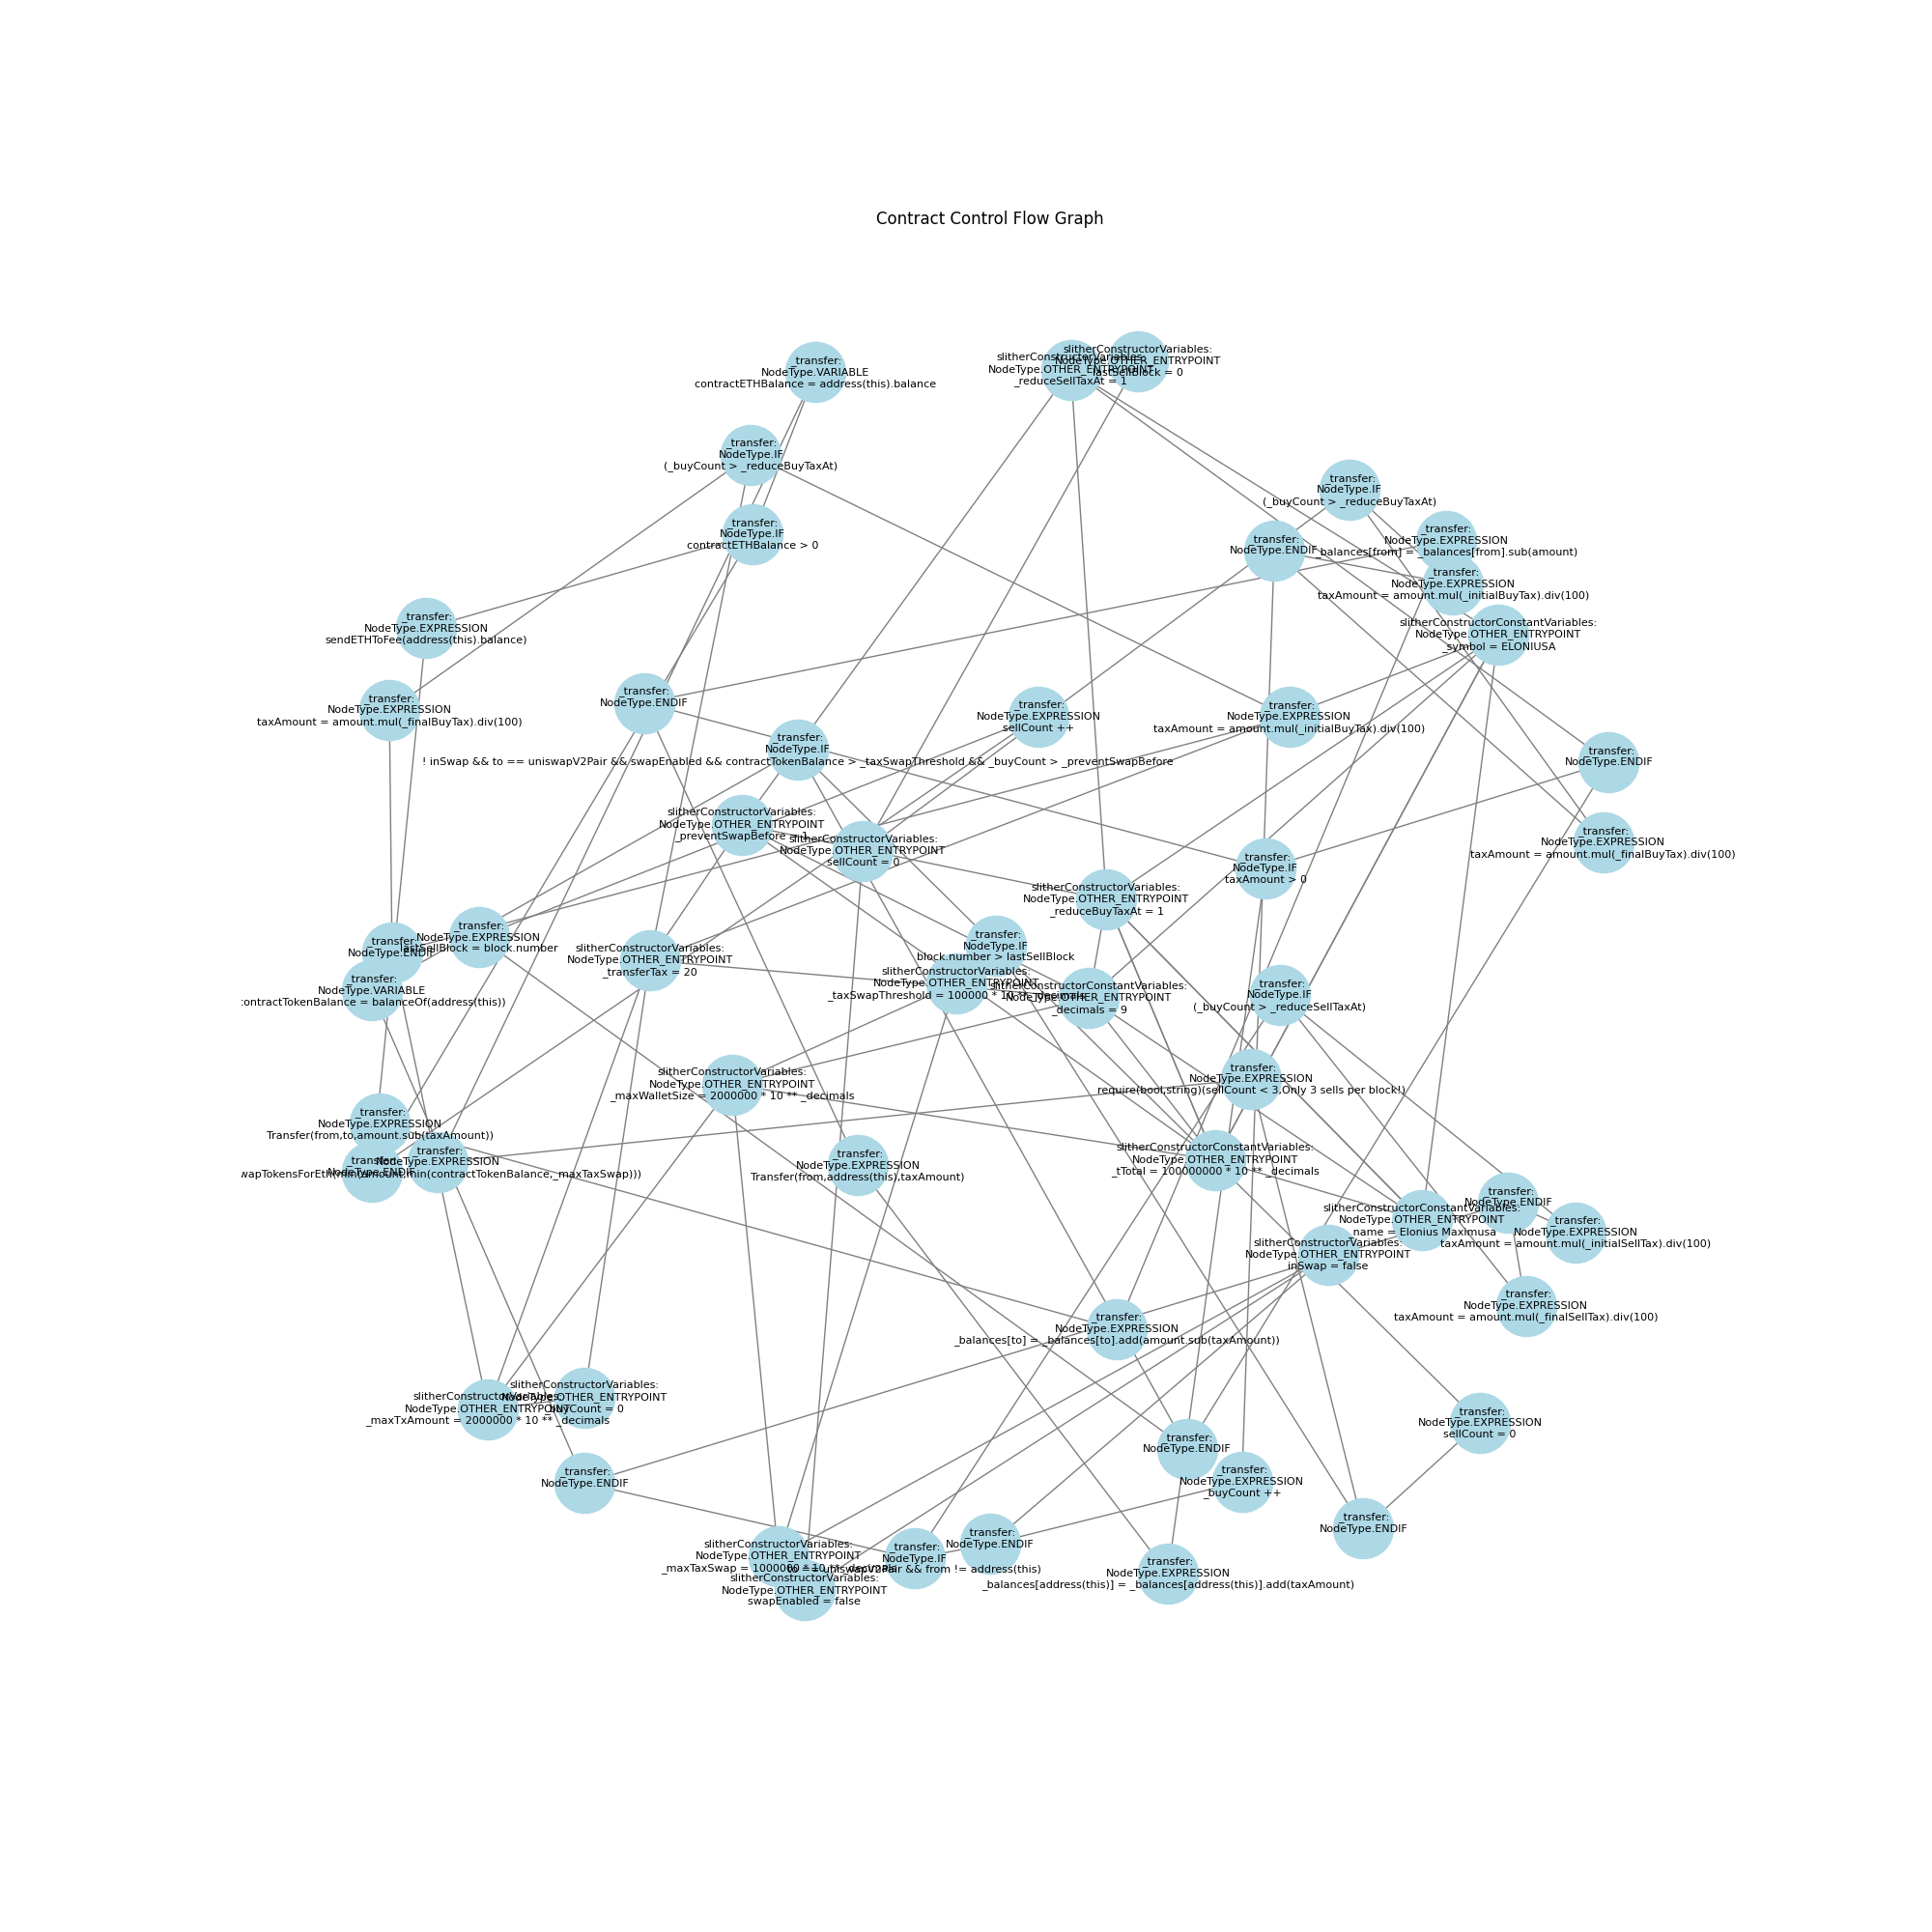 Contract Control Flow Graph
_transfer:
NodeType.VARIABLE
contractETHBalance = address(this).balance
slitherConstructorVariables:
NodeType.OTHER_ENTRYPOINT
_reduceSellTaxAt = 1
slitherConstructorVariables:
NodeType.OTHER_ENTRYPOINT
lastSellBlock = 0
_transfer:
NodeType.IF
(_buyCount > _reduceBuyTaxAt)
_transfer:
NodeType.IF
(_buyCount > _reduceBuyTaxAt)
_transfer:
NodeType.IF
contractETHBalance > 0
_transfer:
NodeType.ENDIF
_transfer:
NodeType.EXPRESSION
_balances[from] = _balances[from].sub(amount)
_transfer:
NodeType.EXPRESSION
taxAmount = amount.mul(_initialBuyTax).div(100)
_transfer:
NodeType.EXPRESSION
sendETHToFee(address(this).balance)
slitherConstructorConstantVariables:
NodeType.OTHER_ENTRYPOINT
_symbol = ELONIUSA
_transfer:
NodeType.EXPRESSION
taxAmount = amount.mul(_finalBuyTax).div(100)
_transfer:
NodeType.ENDIF
_transfer:
NodeType.EXPRESSION
sellCount ++
_transfer:
NodeType.EXPRESSION
taxAmount = amount.mul(_initialBuyTax).div(100)
_transfer:
NodeType.IF
! inSwap && to == uniswapV2Pair && swapEnabled && contractTokenBalance > _taxSwapThreshold && _buyCount > _preventSwapBefore
_transfer:
NodeType.ENDIF
slitherConstructorVariables:
NodeType.OTHER_ENTRYPOINT
_preventSwapBefore = 1
slitherConstructorVariables:
NodeType.OTHER_ENTRYPOINT
sellCount = 0
_transfer:
NodeType.EXPRESSION
taxAmount = amount.mul(_finalBuyTax).div(100)
_transfer:
NodeType.IF
taxAmount > 0
slitherConstructorVariables:
NodeType.OTHER_ENTRYPOINT
_reduceBuyTaxAt = 1
_transfer:
NodeType.ENDIF
_transfer:
NodeType.EXPRESSION
lastSellBlock = block.number
_transfer:
NodeType.IF
block.number > lastSellBlock
slitherConstructorVariables:
NodeType.OTHER_ENTRYPOINT
_transferTax = 20
_transfer:
NodeType.VARIABLE
contractTokenBalance = balanceOf(address(this))
slitherConstructorVariables:
NodeType.OTHER_ENTRYPOINT
_taxSwapThreshold = 100000 * 10 ** _decimals
slitherConstructorConstantVariables:
NodeType.OTHER_ENTRYPOINT
_decimals = 9
_transfer:
NodeType.IF
(_buyCount > _reduceSellTaxAt)
slitherConstructorVariables:
NodeType.OTHER_ENTRYPOINT
_maxWalletSize = 2000000 * 10 ** _decimals
_transfer:
NodeType.EXPRESSION
require(bool,string)(sellCount < 3,Only 3 sells per block!)
_transfer:
NodeType.EXPRESSION
Transfer(from,to,amount.sub(taxAmount))
_transfer:
NodeType.ENDIF
_transfer:
NodeType.EXPRESSION
wapTokensForEth(min(amount,min(contractTokenBalance,_maxTaxSwap)))
_transfer:
NodeType.EXPRESSION
Transfer(from,address(this),taxAmount)
slitherConstructorConstantVariables:
NodeType.OTHER_ENTRYPOINT
_tTotal = 100000000 * 10 ** _decimals
_transfer:
NodeType.ENDIF
slitherConstructorConstantVariables:
NodeType.OTHER_ENTRYPOINT
name = Elonius Maximusa
_transfer:
NodeType.EXPRESSION
taxAmount = amount.mul(_initialSellTax).div(100)
slitherConstructorVariables:
NodeType.OTHER_ENTRYPOINT
inSwap = false
_transfer:
NodeType.EXPRESSION
taxAmount = amount.mul(_finalSellTax).div(100)
_transfer:
NodeType.EXPRESSION
_balances[to] = _balances[to].add(amount.sub(taxAmount))
slitherConstructorVariables:
NodeType.OTHER_ENTRYPOINT
_buyCount = 0
slitherConstructorVariables:
NodeType.OTHER_ENTRYPOINT
_maxTxAmount = 2000000 * 10 ** _decimals
_transfer:
NodeType.EXPRESSION
sellCount = 0
_transfer:
NodeType.ENDIF
_transfer:
NodeType.ENDIF
_transfer:
NodeType.EXPRESSION
_buyCount ++
_transfer:
NodeType.ENDIF
_transfer:
NodeType.ENDIF
slitherConstructorVariables:
NodeType.OTHER_ENTRYPOINT
_maxTaxSwap = 1000000 * 10 ** _decimals
_transfer:
NodeType.IF
to == uniswapV2Pair && from != address(this)
_transfer:
NodeType.EXPRESSION
_balances[address(this)] = _balances[address(this)].add(taxAmount)
slitherConstructorVariables:
NodeType.OTHER_ENTRYPOINT
swapEnabled = false